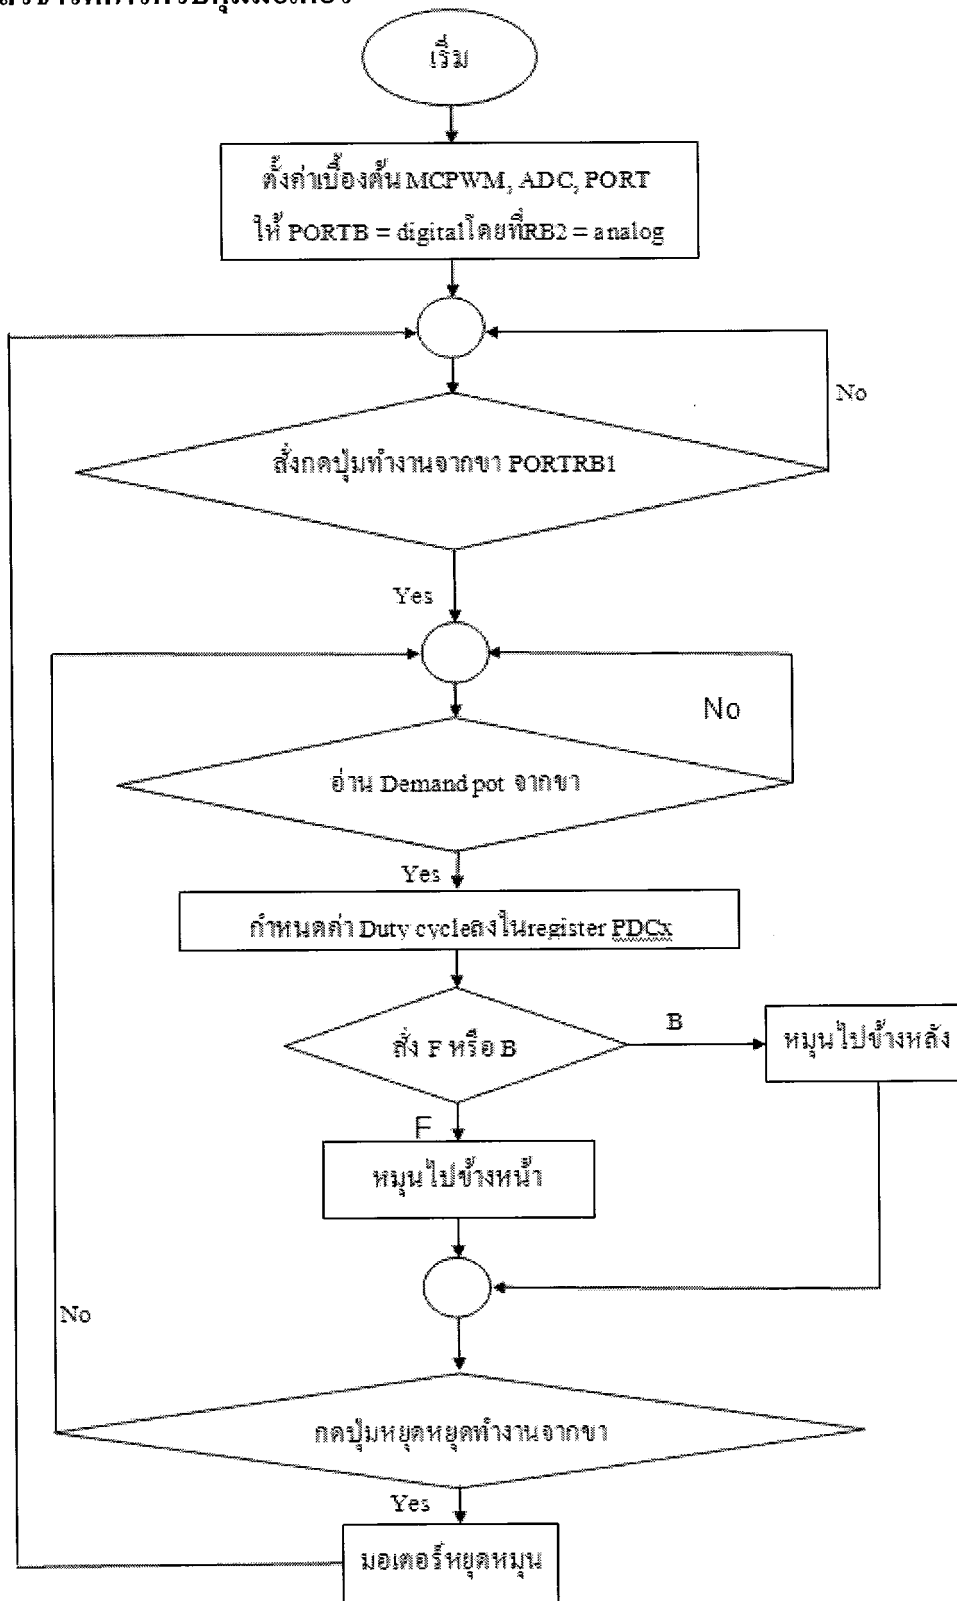 เริ่ม
ตั้งค่าเบื้องต้น MCPWM, ADC, PORT
ให้ PORTB = digitalโดยที่RB2 = analog
No
สั่งกดปุ่มทำงานจากขา PORTRB1
Yes
No
อ่าน Demand pot จากขา
Yes
กำหนดค่า Duty cycleลงในregister PDCx
สั่ง F หรือ B
B
หมุนไปข้างหลัง
F
หมุนไปข้างหน้า
No
กดปุ่มหยุดหยุดทำงานจากขา
Yes
มอเตอร์หยุดหมุน